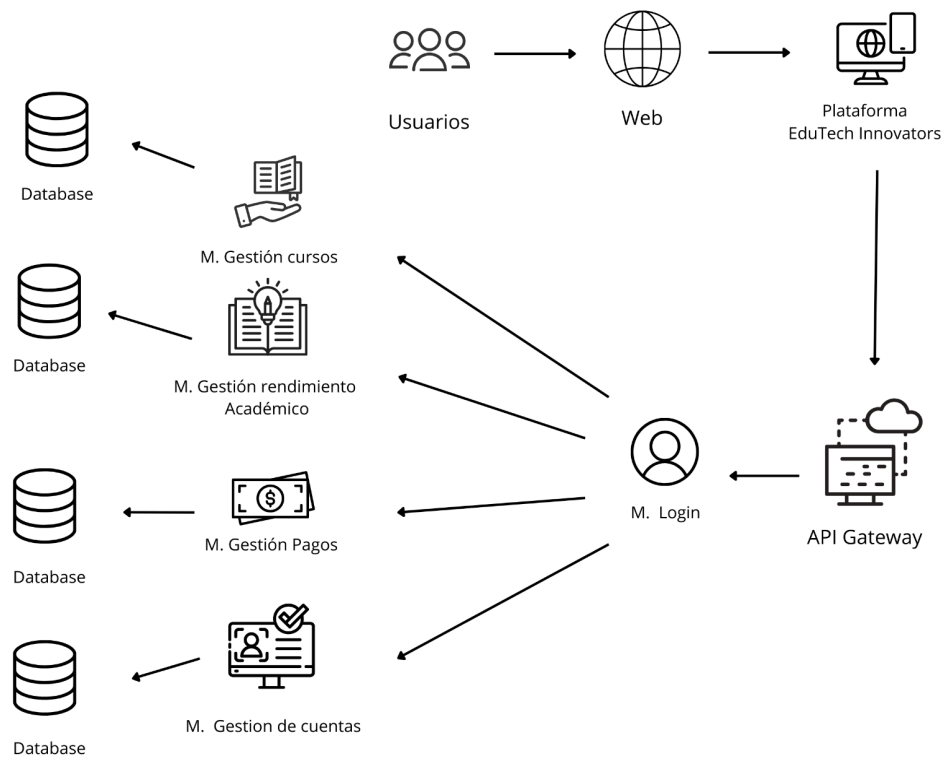 Usuarios
Web
Plataforma
EduTech Innovators
Database
M. Gestión cursos
Database
M. Gestión rendimiento
Académico
M. Login
API Gateway
M. Gestión Pagos
Database
M. Gestion de cuentas
Database